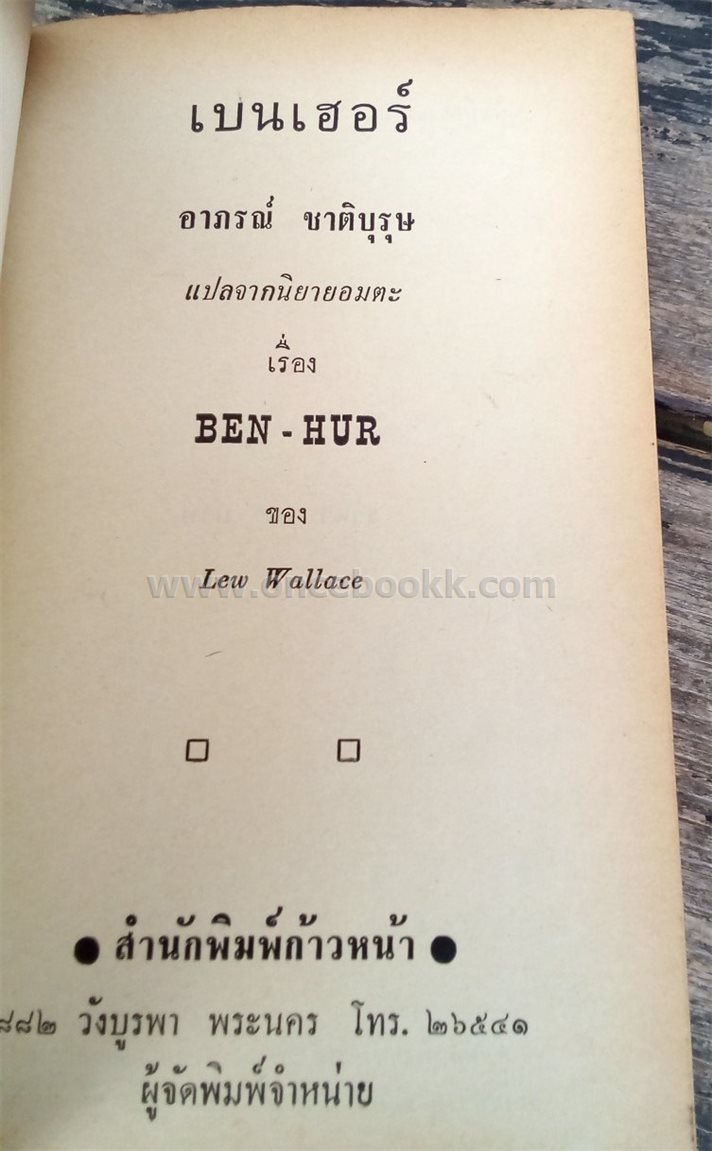 เบนเฮอร์
อาภรณ์ ชาติบุรุษ
แปลจากนิยายอมตะ
เรื่อง
BEN - HUR
ของ
Lew Wallace
www.oncebookk.com
● สำนักพิมพ์ก้าวหน้า ●
๘๘๒ วังบูรพา พระนคร โทร. ๒๖๕๔๑
ผู้จัดพิมพ์จำหน่าย